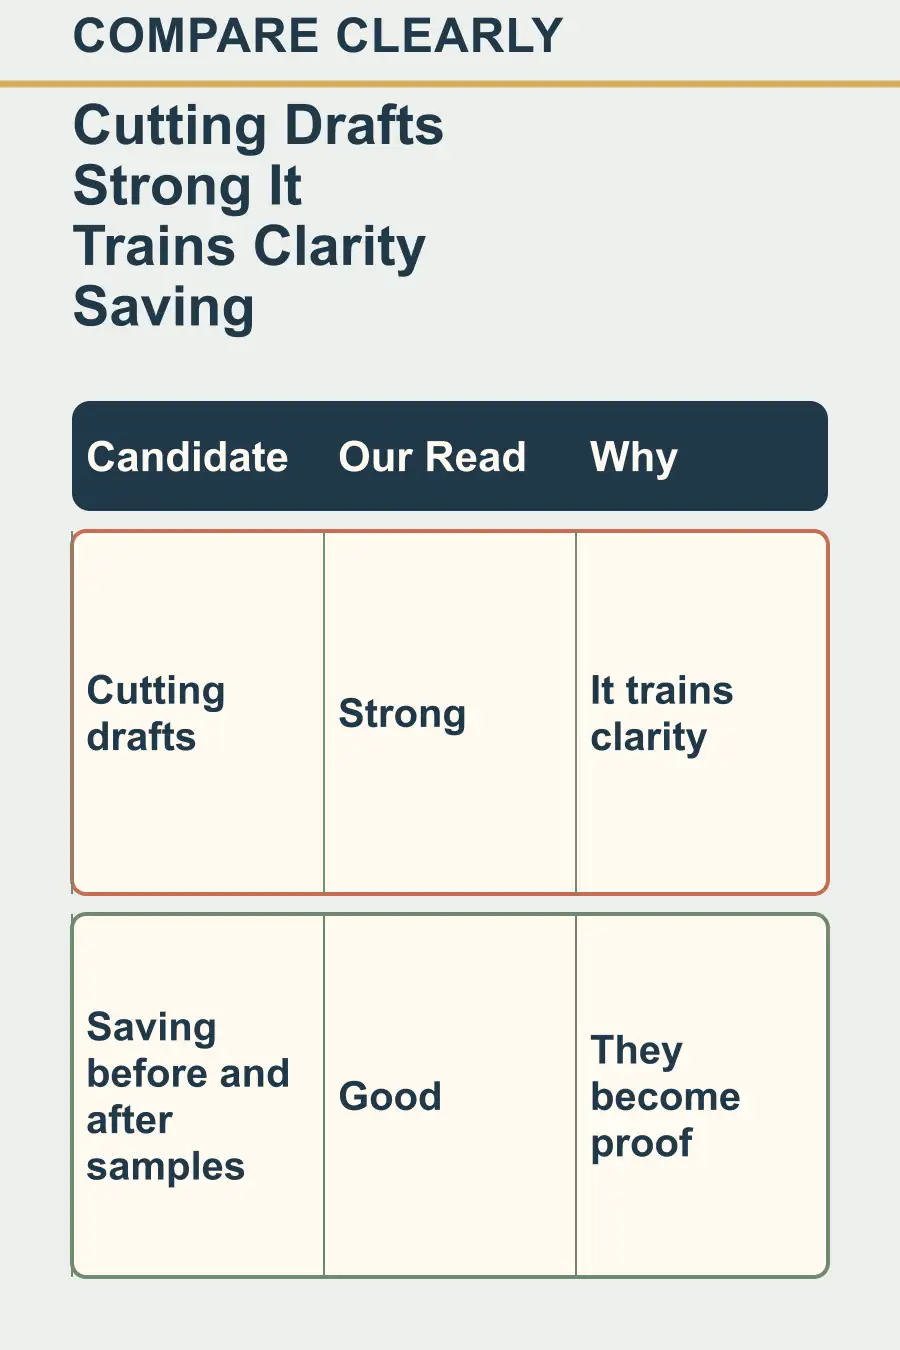 COMPARE CLEARLY
Cutting Drafts
Strong It
Trains Clarity
Saving
Candidate Our Read Why
Cutting
drafts
Strong
It trains
clarity
Saving
before and
after
samples
Good
They
become
proof